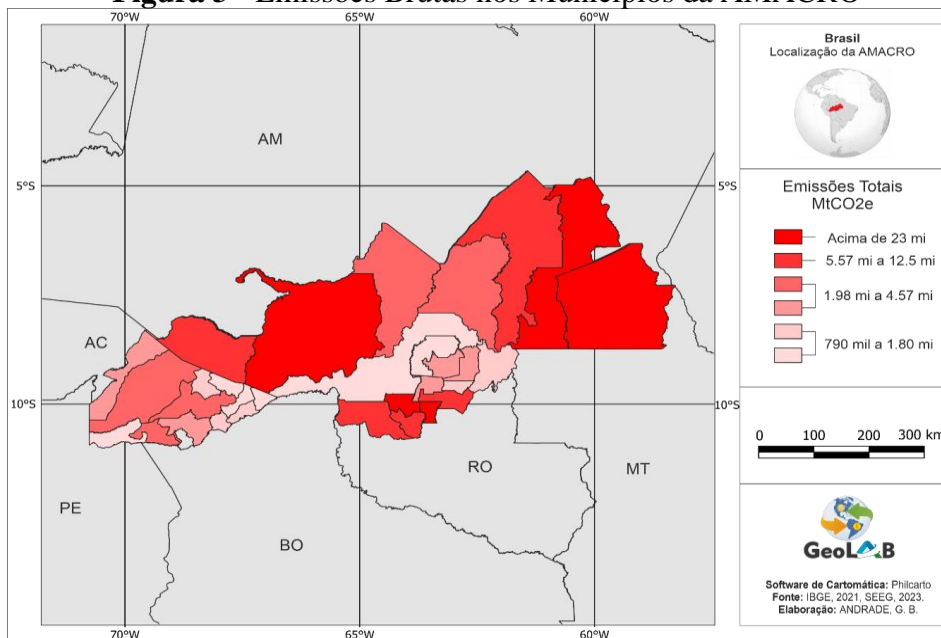 Figura 3 - Emissões Brutas nos Municípios da AMACRO
70°W 65°W 60°W
5°S 5°S
10°S 10°S
AM
AC
PE
BO
RO
MT
70°W 65°W 60°W
Brasil
Localização da AMACRO
Emissões Totais
MtCO2e
Acima de 23 mi
5.57 mi a 12.5 mi
1.98 mi a 4.57 mi
790 mil a 1.80 mi
0 100 200 300 km
GeoLAB
Software de Cartomática: Philcarto
Fonte: IBGE, 2021, SEEG, 2023.
Elaboração: ANDRADE, G. B.